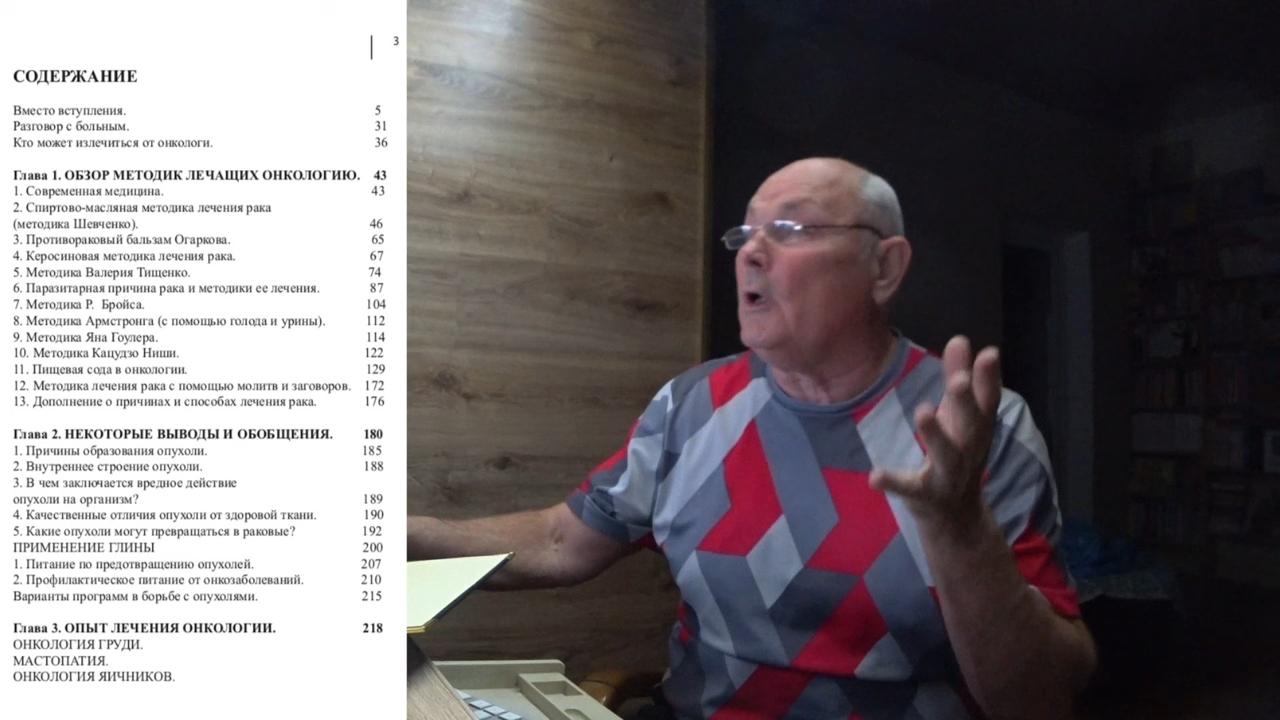 3
СОДЕРЖАНИЕ
Вместо вступления. 5
Разговор с больным. 31
Кто может излечиться от онкологи. 36
Глава 1. ОБЗОР МЕТОДИК ЛЕЧАЩИХ ОНКОЛОГИЮ. 43
1. Современная медицина. 43
2. Спиртово-масляная методика лечения рака
(методика Шевченко). 46
3. Противораковый бальзам Огаркова. 65
4. Керосиновая методика лечения рака. 67
5. Методика Валерия Тищенко. 74
6. Паразитарная причина рака и методики ее лечения. 87
7. Методика Р. Бройса. 104
8. Методика Армстронга (с помощью голода и урины). 112
9. Методика Яна Гоулера. 114
10. Методика Кацудзо Ниши. 122
11. Пищевая сода в онкологии. 129
12. Методика лечения рака с помощью молитв и заговоров. 172
13. Дополнение о причинах и способах лечения рака. 176
Глава 2. НЕКОТОРЫЕ ВЫВОДЫ И ОБОБЩЕНИЯ. 180
1. Причины образования опухоли. 185
2. Внутреннее строение опухоли. 188
3. В чем заключается вредное действие
опухоли на организм? 189
4. Качественные отличия опухоли от здоровой ткани. 190
5. Какие опухоли могут превращаться в раковые? 192
ПРИМЕНЕНИЕ ГЛИНЫ 200
1. Питание по предотвращению опухолей. 207
2. Профилактическое питание от онкозаболеваний. 210
Варианты программ в борьбе с опухолями. 215
Глава 3. ОПЫТ ЛЕЧЕНИЯ ОНКОЛОГИИ. 218
ОНКОЛОГИЯ ГРУДИ.
МАСТОПАТИЯ.
ОНКОЛОГИЯ ЯИЧНИКОВ.